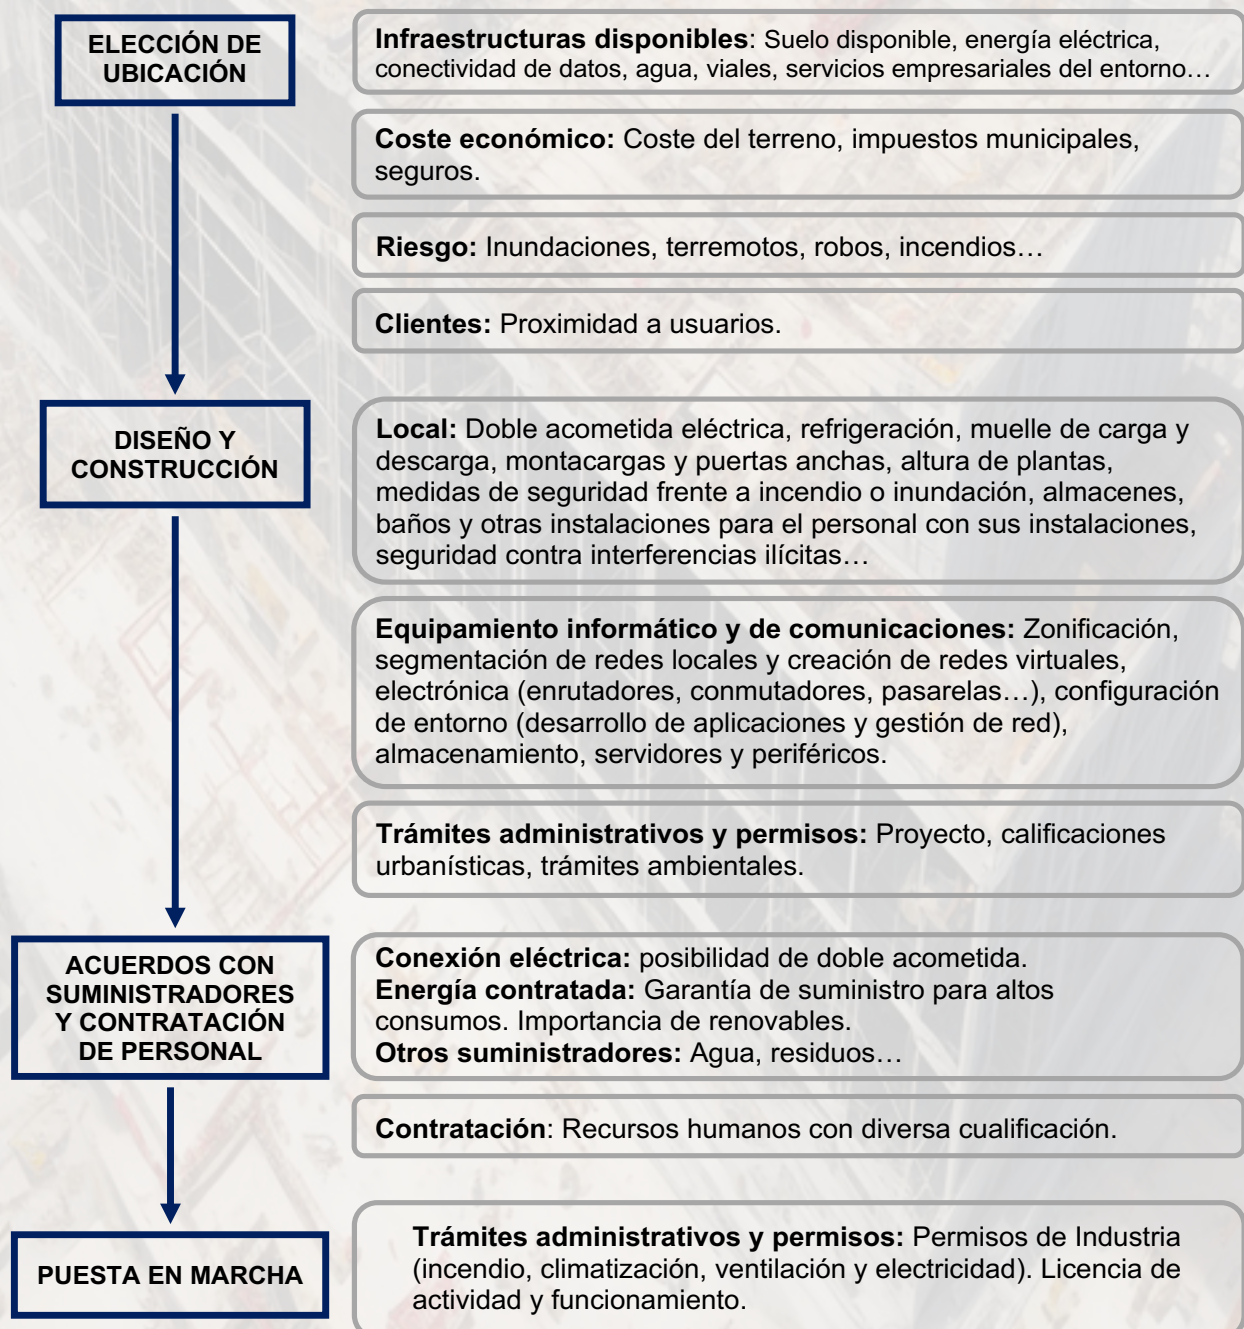 ELECCIÓN DE
UBICACIÓN
Infraestructuras disponibles: Suelo disponible, energía eléctrica,
conectividad de datos, agua, viales, servicios empresariales del entorno…
Coste económico: Coste del terreno, impuestos municipales,
seguros.
Riesgo: Inundaciones, terremotos, robos, incendios…
Clientes: Proximidad a usuarios.
DISEÑO Y
CONSTRUCCIÓN
Local: Doble acometida eléctrica, refrigeración, muelle de carga y
descarga, montacargas y puertas anchas, altura de plantas,
medidas de seguridad frente a incendio o inundación, almacenes,
baños y otras instalaciones para el personal con sus instalaciones,
seguridad contra interferencias ilícitas…
Equipamiento informático y de comunicaciones: Zonificación,
segmentación de redes locales y creación de redes virtuales,
electrónica (enrutadores, conmutadores, pasarelas…), configuración
de entorno (desarrollo de aplicaciones y gestión de red),
almacenamiento, servidores y periféricos.
Trámites administrativos y permisos: Proyecto, calificaciones
urbanísticas, trámites ambientales.
ACUERDOS CON
SUMINISTRADORES
Y CONTRATACIÓN
DE PERSONAL
Conexión eléctrica: posibilidad de doble acometida.
Energía contratada: Garantía de suministro para altos
consumos. Importancia de renovables.
Otros suministradores: Agua, residuos…
Contratación: Recursos humanos con diversa cualificación.
PUESTA EN MARCHA
Trámites administrativos y permisos: Permisos de Industria
(incendio, climatización, ventilación y electricidad). Licencia de
actividad y funcionamiento.